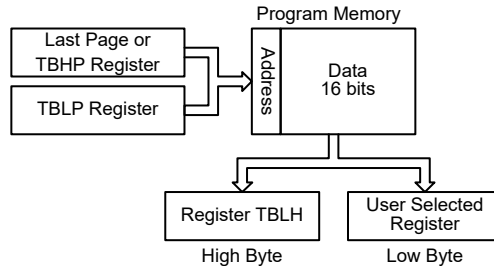 Program Memory
Last Page or
TBHP Register
TBLP Register
Address
Data
16 bits
Register TBLH
User Selected
Register
High Byte
Low Byte